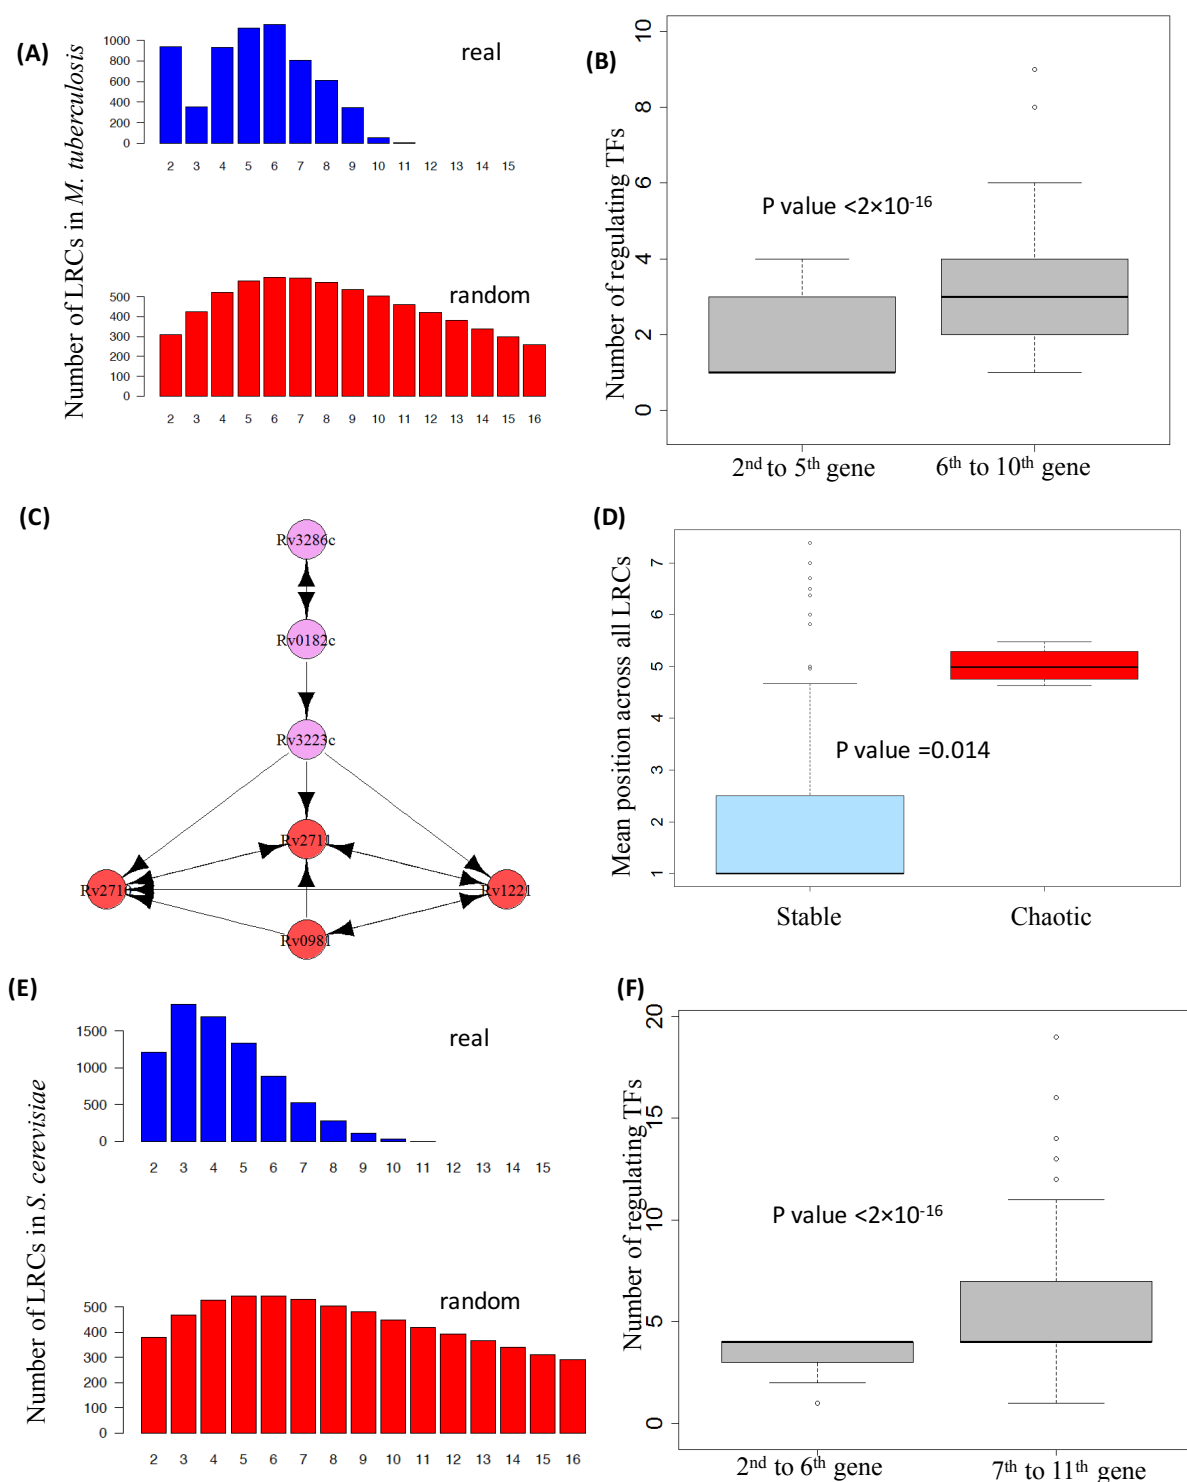 (A)
Number of LRCs in M. tuberculosis
real
1000
800
600
400
200
0
2 3 4 5 6 7 8 9 10 11 12 13 14 15
random
500
400
300
200
100
0
2 3 4 5 6 7 8 9 10 11 12 13 14 15 16
(B)
Number of regulating TFs
10
8
6
4
2
0
P value <2×10-16
2nd to 5th gene 6th to 10th gene
(C)
Rv3286c
Rv0182c
Rv3223c
Rv2711
Rv2710 Rv1221
Rv0981
(D)
Mean position across all LRCs
7
6
5
4
3
2
1
P value =0.014
Stable Chaotic
(E)
Number of LRCs in S. cerevisiae
real
1500
1000
500
0
2 3 4 5 6 7 8 9 10 11 12 13 14 15
random
500
400
300
200
100
0
2 3 4 5 6 7 8 9 10 11 12 13 14 15 16
(F)
Number of regulating TFs
20
15
10
5
0
P value <2×10-16
2nd to 6th gene 7th to 11th gene